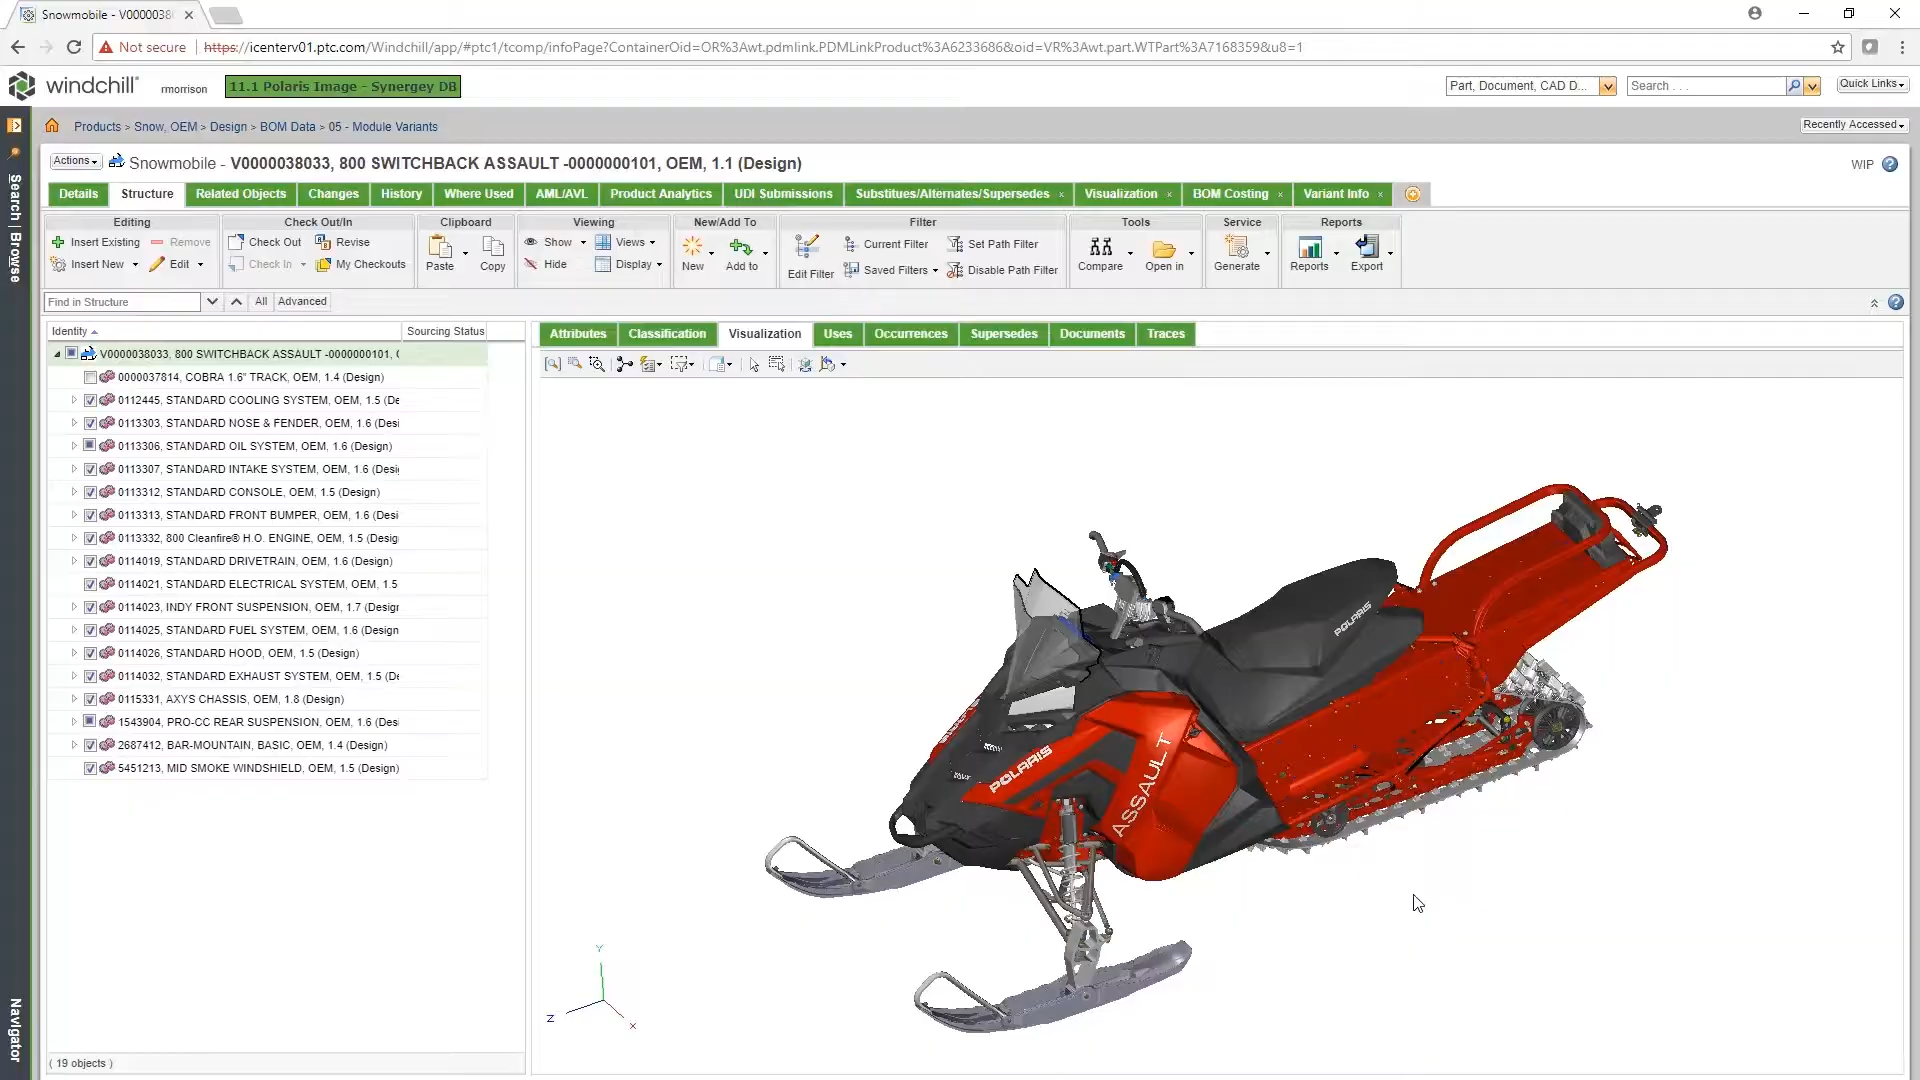 Snowmobile - V0000038
Not secure
https://icenterv01.ptc.com/Windchill/app/#ptc1/tcomp/infoPage?ContainerOid=OR%3Awt.pdmlink.PDMLinkProduct%3A6233686&oid=VR%3Awt.part.WTPart%3A7168359&u8=1
windchill rmorrison 11.1 Polaris Image - Synergey DB Part, Document, CAD D... Search . . . Quick Links
Products > Snow, OEM > Design > BOM Data > 05 - Module Variants Recently Accessed
Actions Snowmobile - V0000038033, 800 SWITCHBACK ASSAULT -0000000101, OEM, 1.1 (Design) WIP
Details Structure Related Objects Changes History Where Used AML/AVL Product Analytics UDI Submissions Substitues/Alternates/Supersedes × Visualization × BOM Costing × Variant Info ×
Editing Check Out/In Clipboard Viewing New/Add To Filter Tools Service Reports
Insert Existing Remove Check Out Revise Show Views Current Filter Set Path Filter
Insert New Edit Check In My Checkouts Paste Copy Hide Display New Add to Edit Filter Saved Filters Disable Path Filter Compare Open in Generate Reports Export
Find in Structure All Advanced
Identity Sourcing Status
Attributes Classification Visualization Uses Occurrences Supersedes Documents Traces
V0000038033, 800 SWITCHBACK ASSAULT -0000000101, (
0000037814, COBRA 1.6" TRACK, OEM, 1.4 (Design)
0112445, STANDARD COOLING SYSTEM, OEM, 1.5 (De
0113303, STANDARD NOSE & FENDER, OEM, 1.6 (Desi
0113306, STANDARD OIL SYSTEM, OEM, 1.6 (Design)
0113307, STANDARD INTAKE SYSTEM, OEM, 1.6 (Desig
0113312, STANDARD CONSOLE, OEM, 1.5 (Design)
0113313, STANDARD FRONT BUMPER, OEM, 1.6 (Desi
0113332, 800 Cleanfire® H.O. ENGINE, OEM, 1.5 (Desig
0114019, STANDARD DRIVETRAIN, OEM, 1.6 (Design)
0114021, STANDARD ELECTRICAL SYSTEM, OEM, 1.5
0114023, INDY FRONT SUSPENSION, OEM, 1.7 (Design
0114025, STANDARD FUEL SYSTEM, OEM, 1.6 (Design
0114026, STANDARD HOOD, OEM, 1.5 (Design)
0114032, STANDARD EXHAUST SYSTEM, OEM, 1.5 (De
0115331, AXYS CHASSIS, OEM, 1.8 (Design)
1543904, PRO-CC REAR SUSPENSION, OEM, 1.6 (Des
2687412, BAR-MOUNTAIN, BASIC, OEM, 1.4 (Design)
5451213, MID SMOKE WINDSHIELD, OEM, 1.5 (Design)
( 19 objects )
Search | Browse
Navigator
POLARIS
POLARIS
ASSAULT
Y
Z
X